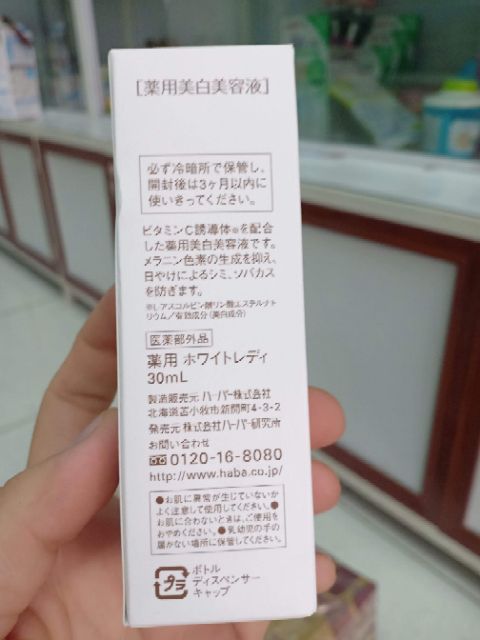 [薬用美白美容液]
必ず冷暗所で保管し、
開封後は3ヶ月以内に
使いきってください。
ビタミンC誘導体※を配合
した薬用美白美容液です。
メラニン色素の生成を抑え、
日やけによるシミ、ソバカス
を防ぎます。
※L-アスコルビン酸リン酸エステルナト
リウム/有効成分(美白成分)
医薬部外品
薬用 ホワイトレディ
30mL
製造販売元 ハーバー株式会社
北海道苫小牧市新開町4-3-2
発売元 株式会社ハーバー研究所
お問い合わせ
0120-16-8080
http://www.haba.co.jp/
●お肌に異常が生じていないか
よく注意して使用してください。●
お肌に合わないときは、ご使用を
おやめください。●乳幼児の手の
届かない場所に保管してください。
プラ
ボトル
ディスペンサー
キャップ